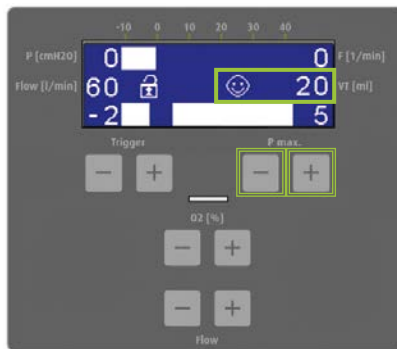 -10 0 10 20 30 40
P [cmH2O] 0 0 F [1/min]
Flow [l/min] 60 20 VT [ml]
-2 5
Trigger P max.
- + - +
O2 [%]
- +
- +
Flow